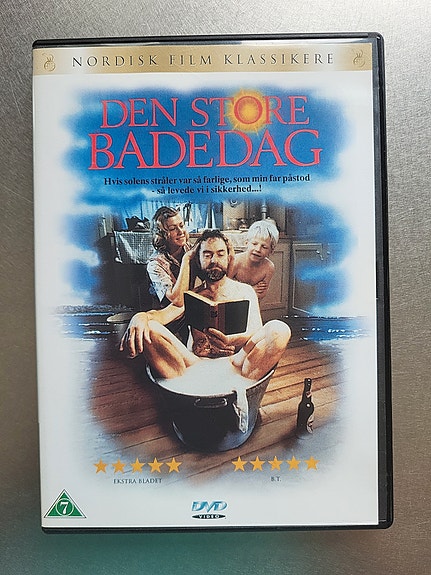 NORDISK FILM KLASSIKERE
DEN STORE
BADEDAG
Hvis solens stråler var så farlige, som min far påstod
- så levede vi i sikkerhed...!
EKSTRA BLADET
B.T.
7
DVD
VIDEO